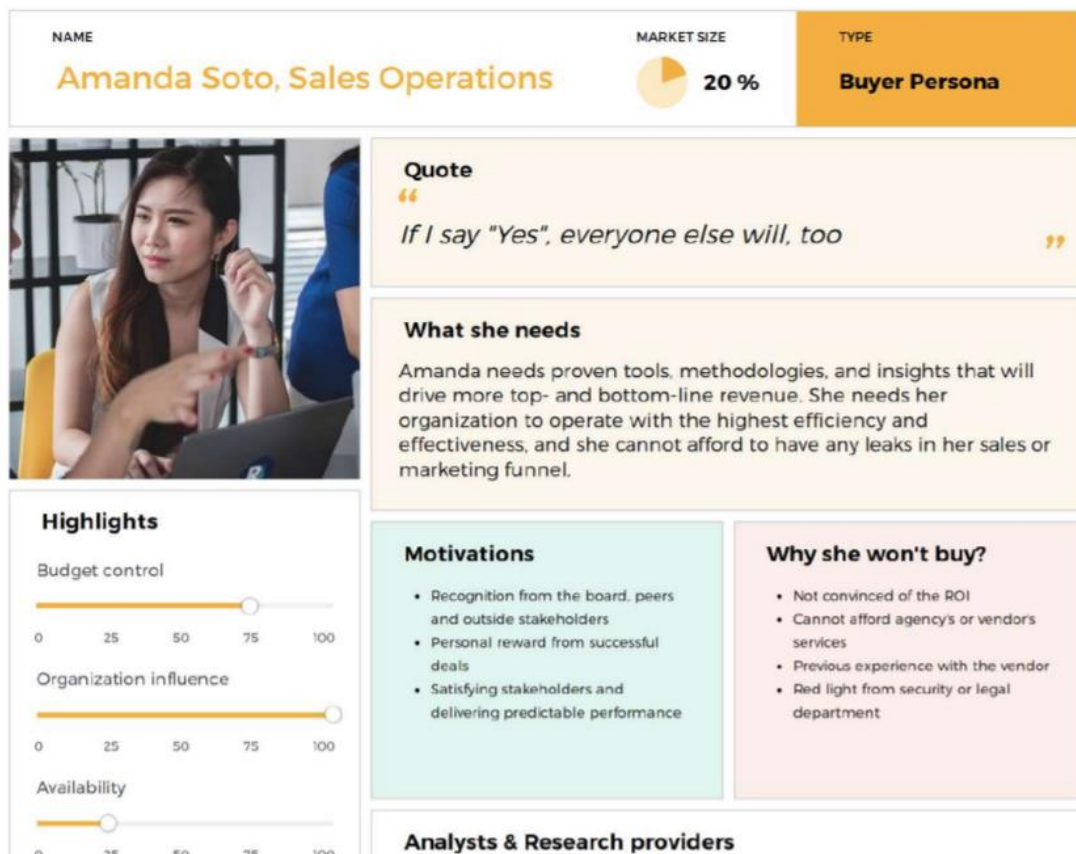 NAME
Amanda Soto, Sales Operations
MARKET SIZE
20 %
TYPE
Buyer Persona
Quote
“
If I say "Yes", everyone else will, too
”
What she needs
Amanda needs proven tools, methodologies, and insights that will
drive more top- and bottom-line revenue. She needs her
organization to operate with the highest efficiency and
effectiveness, and she cannot afford to have any leaks in her sales or
marketing funnel.
Highlights
Budget control
0 25 50 75 100
Organization influence
0 25 50 75 100
Availability
0 25 50 75 100
Motivations
• Recognition from the board, peers
and outside stakeholders
• Personal reward from successful
deals
• Satisfying stakeholders and
delivering predictable performance
Why she won't buy?
• Not convinced of the ROI
• Cannot afford agency's or vendor's
services
• Previous experience with the vendor
• Red light from security or legal
department
Analysts & Research providers